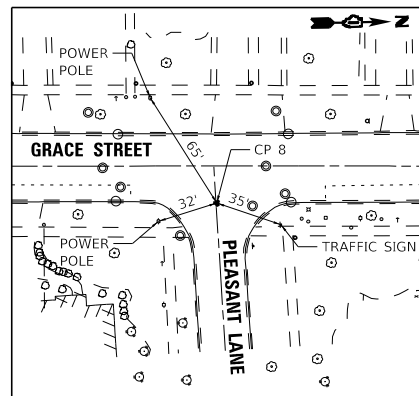 N
POWER
POLE
CP 8
GRACE STREET
65'
32'
35'
POWER
POLE
TRAFFIC SIGN
PLEASANT LANE